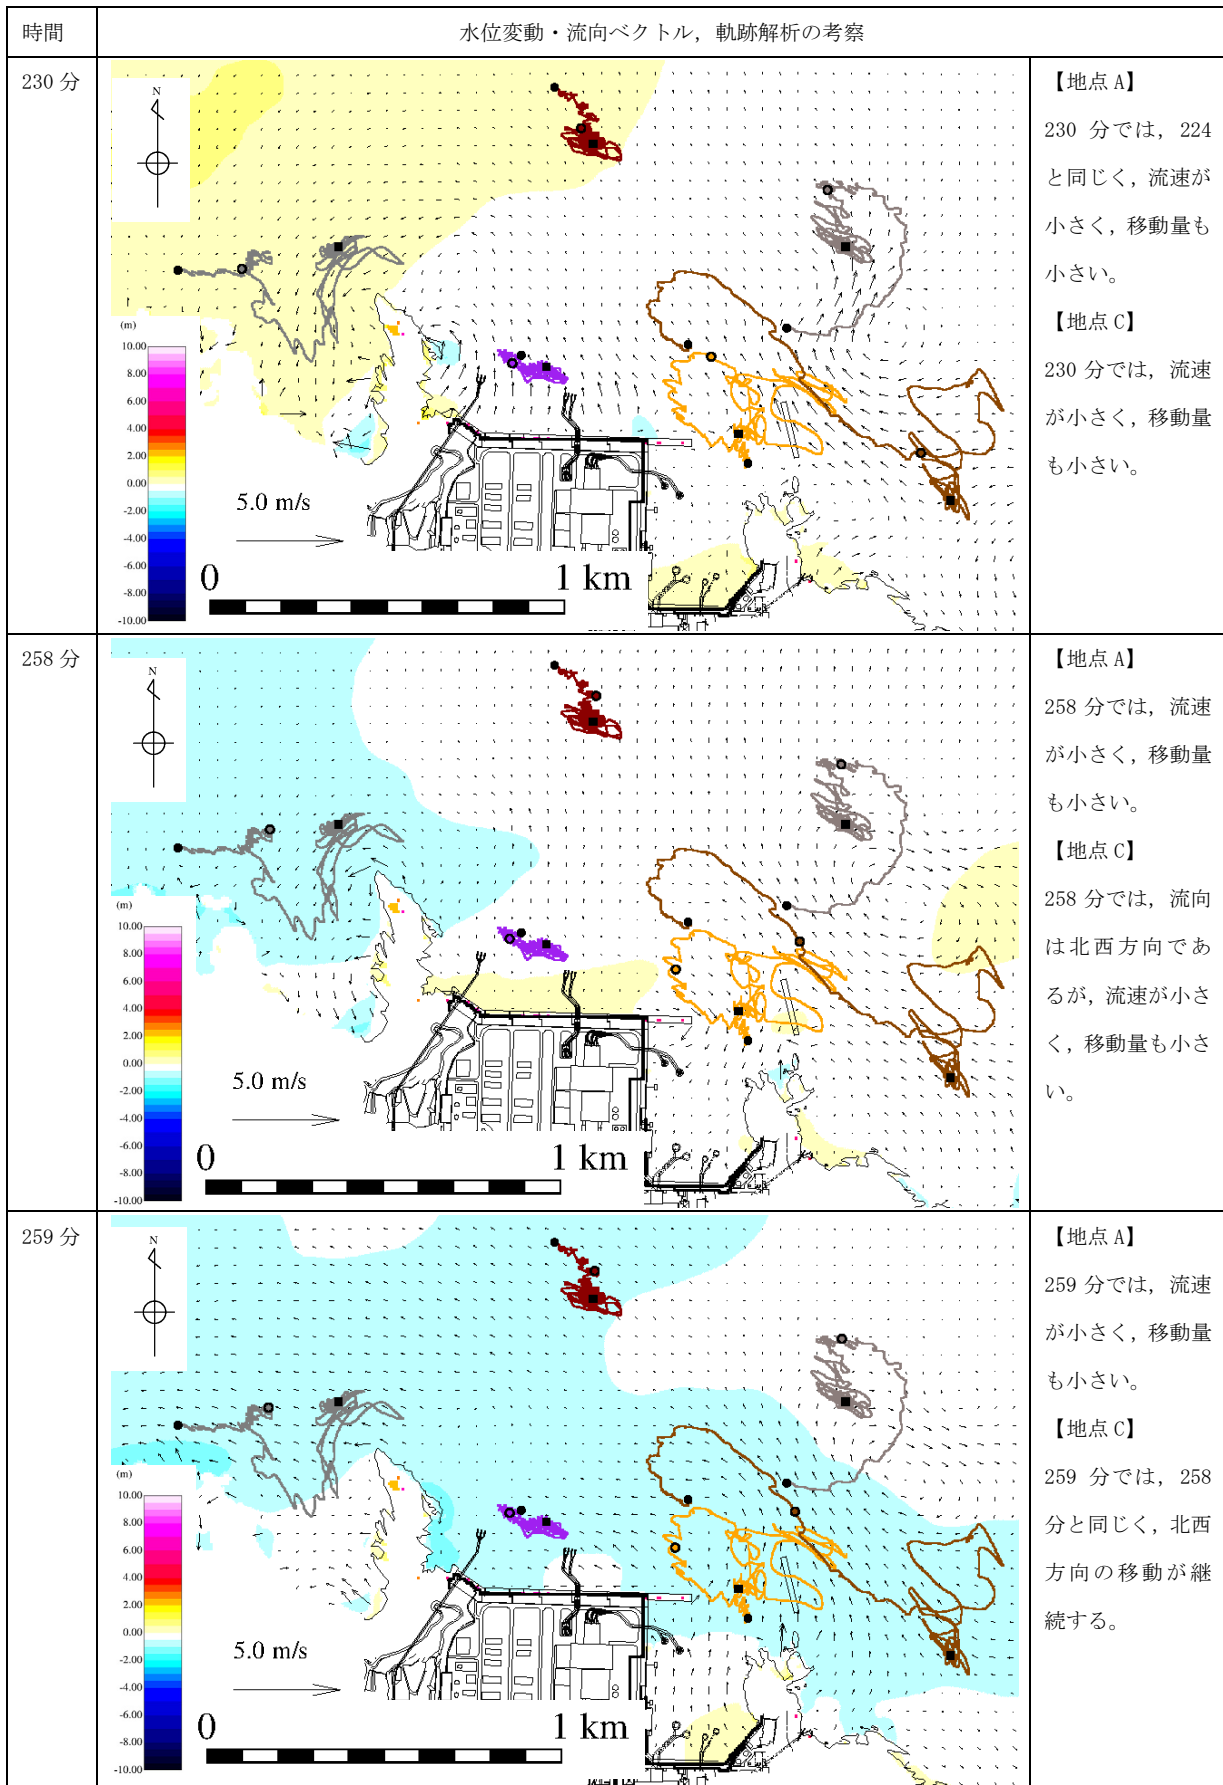 時間
水位変動・流向ベクトル，軌跡解析の考察
230 分
N
(m)
10.00
8.00
6.00
4.00
2.00
0.00
-2.00
-4.00
-6.00
-8.00
-10.00
5.0 m/s
0
1 km
【地点 A】
230 分では，224
と同じく，流速が
小さく，移動量も
小さい。
【地点 C】
230 分では，流速
が小さく，移動量
も小さい。
258 分
N
(m)
10.00
8.00
6.00
4.00
2.00
0.00
-2.00
-4.00
-6.00
-8.00
-10.00
5.0 m/s
0
1 km
【地点 A】
258 分では，流速
が小さく，移動量
も小さい。
【地点 C】
258 分では，流向
は北西方向であ
るが，流速が小さ
く，移動量も小さ
い。
259 分
N
(m)
10.00
8.00
6.00
4.00
2.00
0.00
-2.00
-4.00
-6.00
-8.00
-10.00
5.0 m/s
0
1 km
【地点 A】
259 分では，流速
が小さく，移動量
も小さい。
【地点 C】
259 分では，258
分と同じく，北西
方向の移動が継
続する。